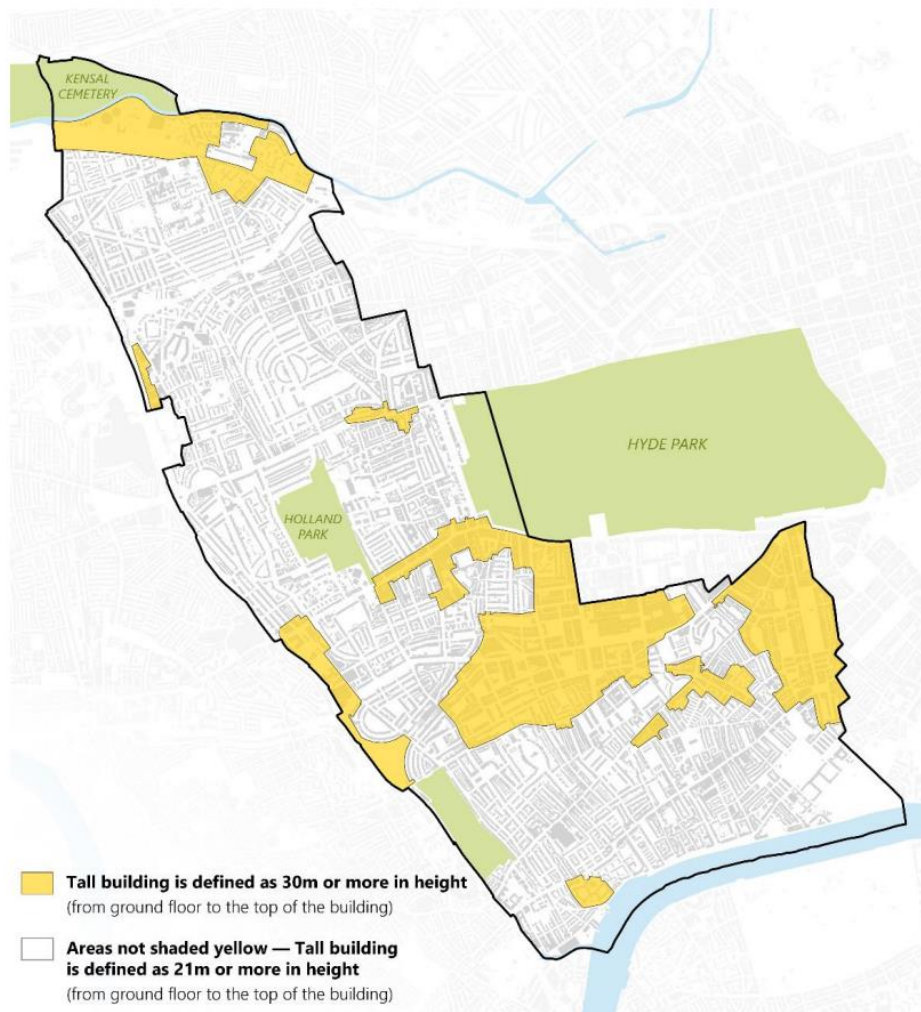 KENSAL
CEMETERY
HYDE PARK
HOLLAND
PARK
Tall building is defined as 30m or more in height
(from ground floor to the top of the building)
Areas not shaded yellow — Tall building
is defined as 21m or more in height
(from ground floor to the top of the building)